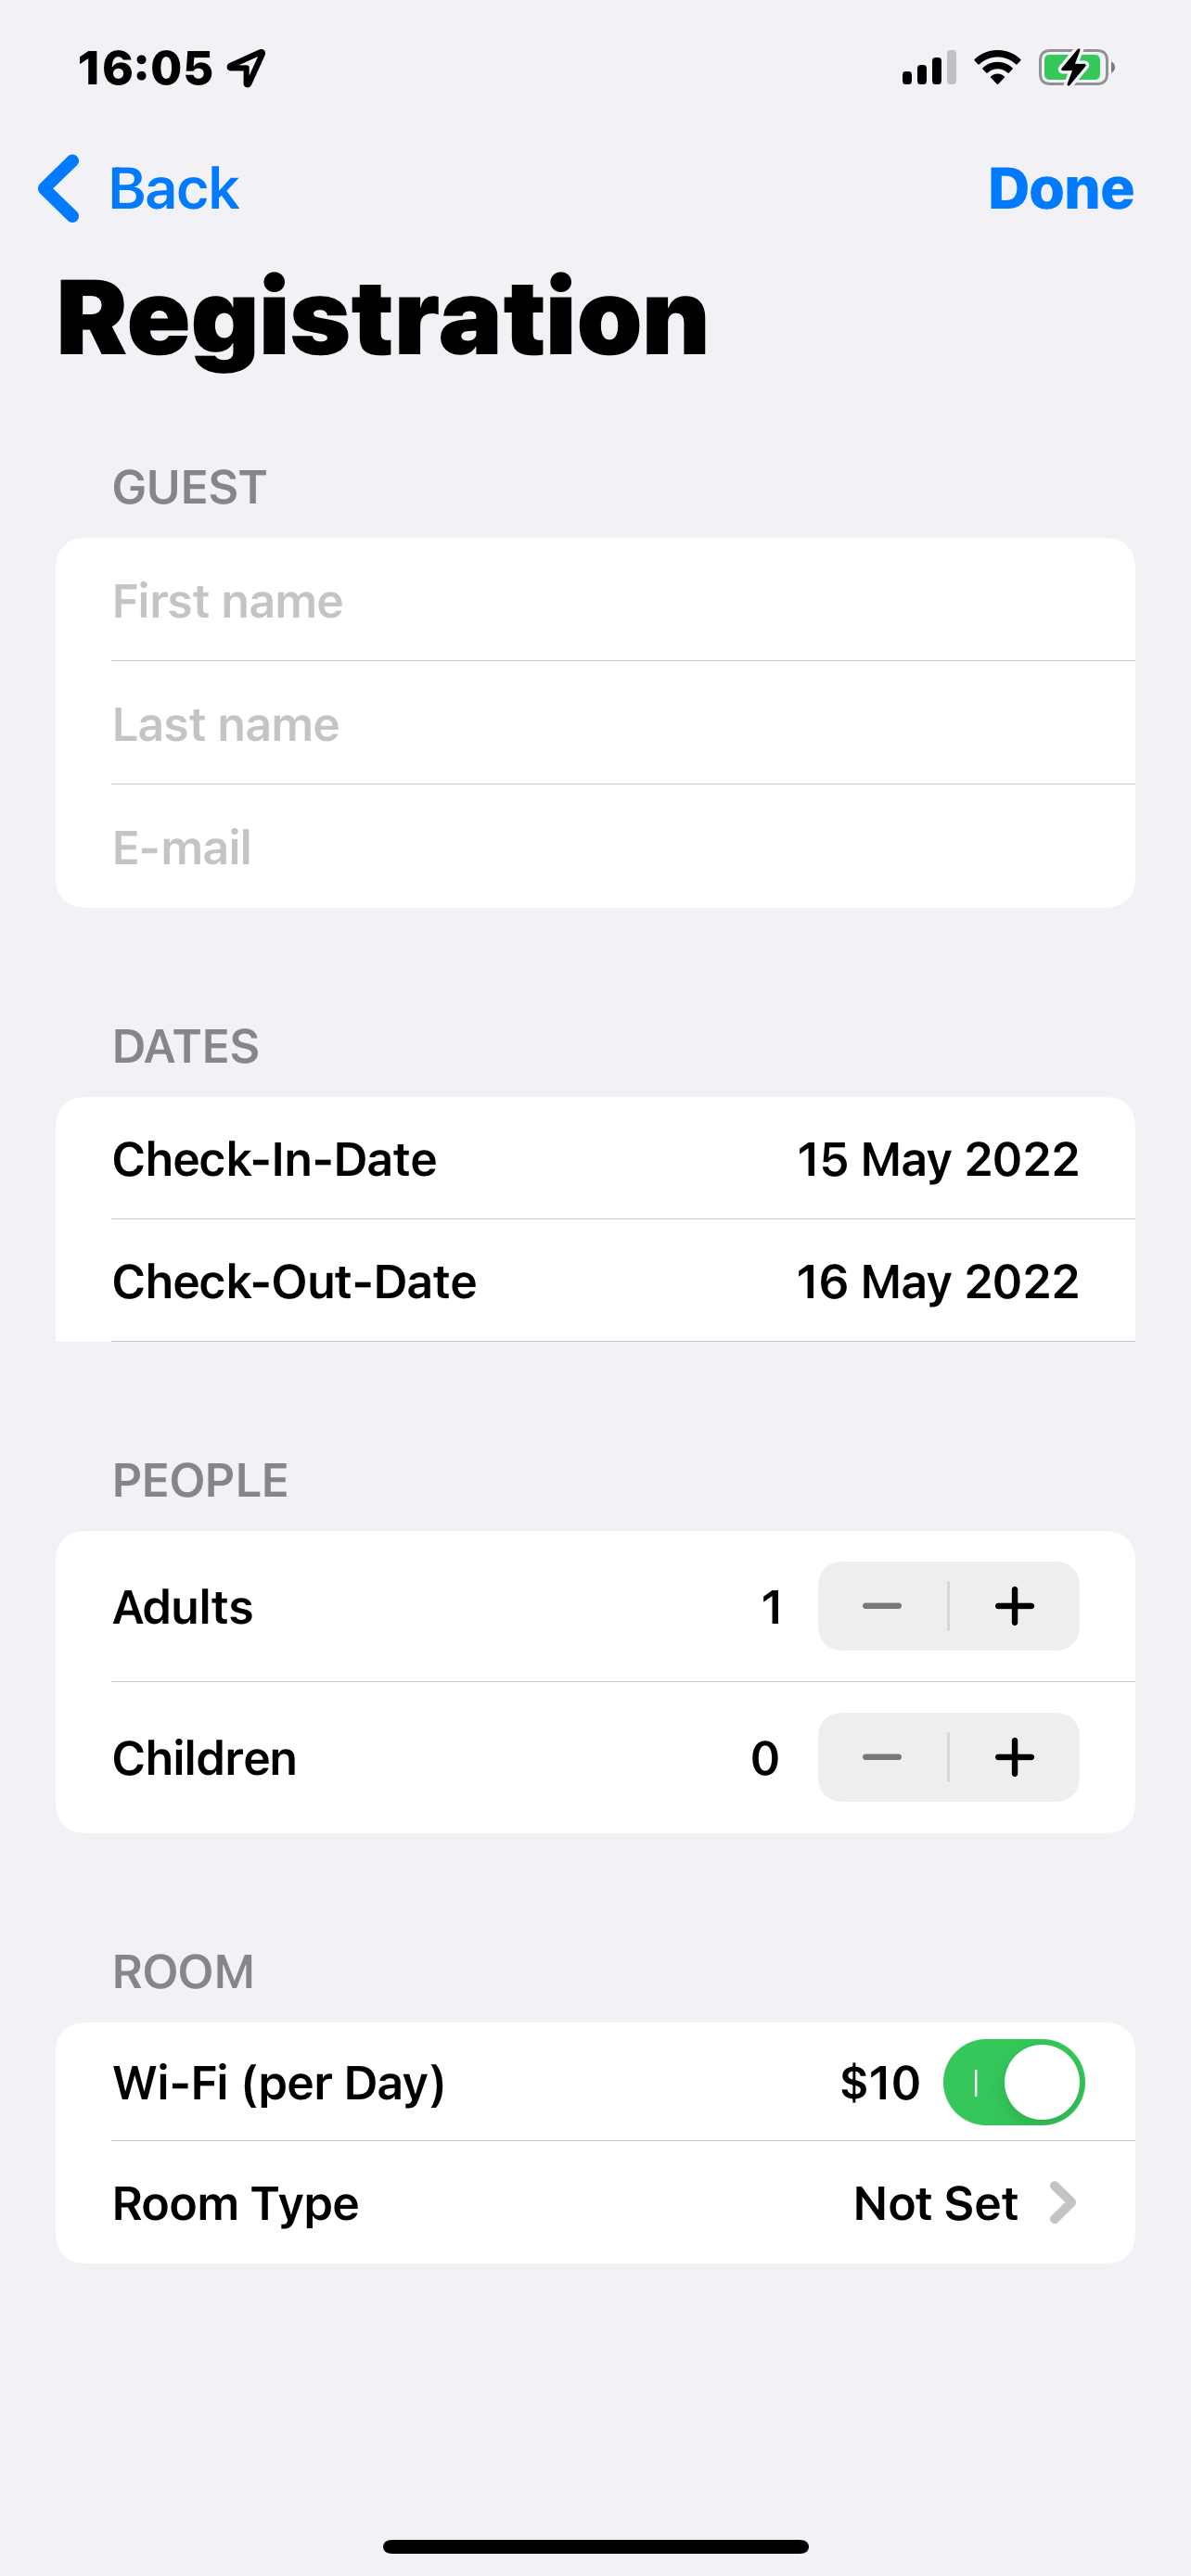 16:05
Back Done
Registration
GUEST
First name
Last name
E-mail
DATES
Check-In-Date 15 May 2022
Check-Out-Date 16 May 2022
PEOPLE
Adults 1
Children 0
ROOM
Wi-Fi (per Day) $10
Room Type Not Set